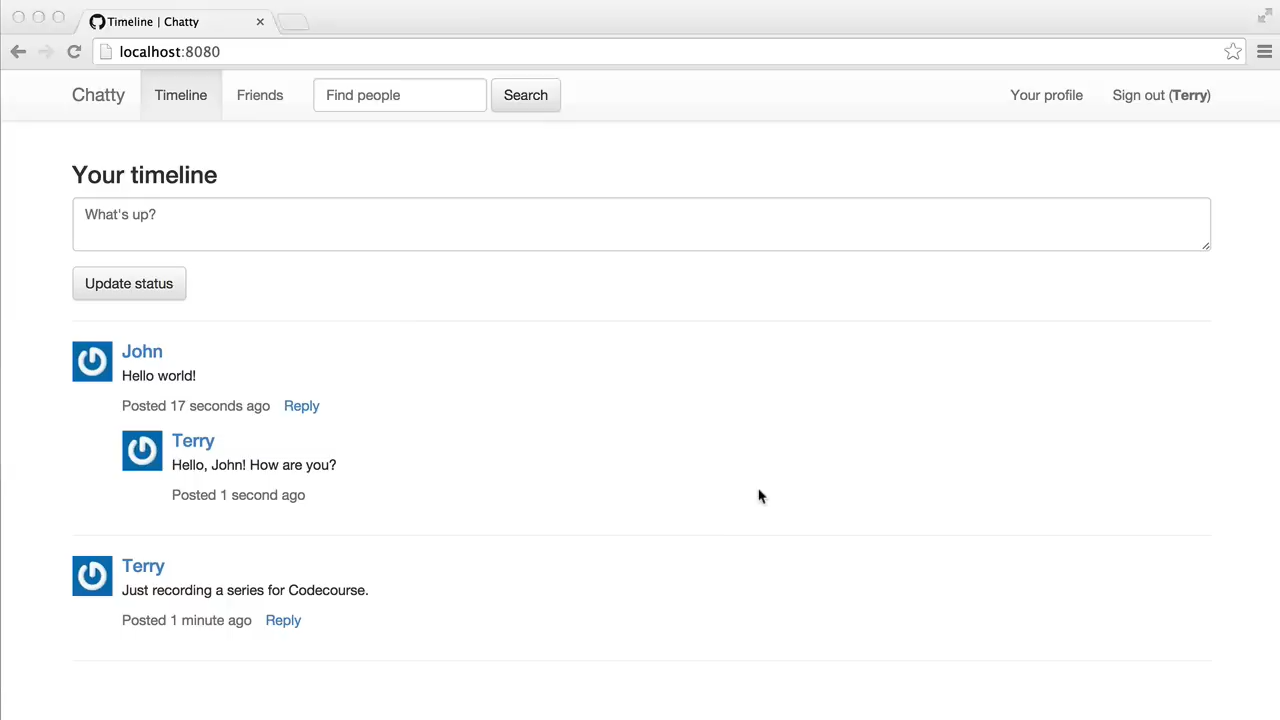 Timeline | Chatty
localhost:8080
Chatty Timeline Friends Find people Search Your profile Sign out (Terry)
Your timeline
What's up?
Update status
John
Hello world!
Posted 17 seconds ago Reply
Terry
Hello, John! How are you?
Posted 1 second ago
Terry
Just recording a series for Codecourse.
Posted 1 minute ago Reply